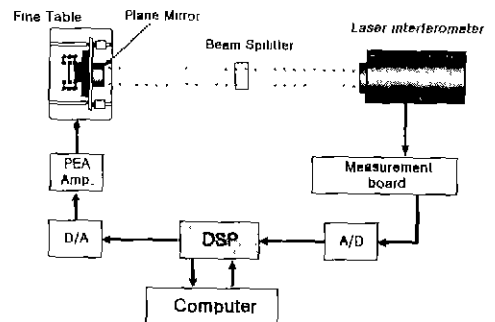 Fine Table
Plane Mirror
Beam Splitter
Laser interferometer
PEA
Amp.
Measurement
board
D/A
DSP
A/D
Computer